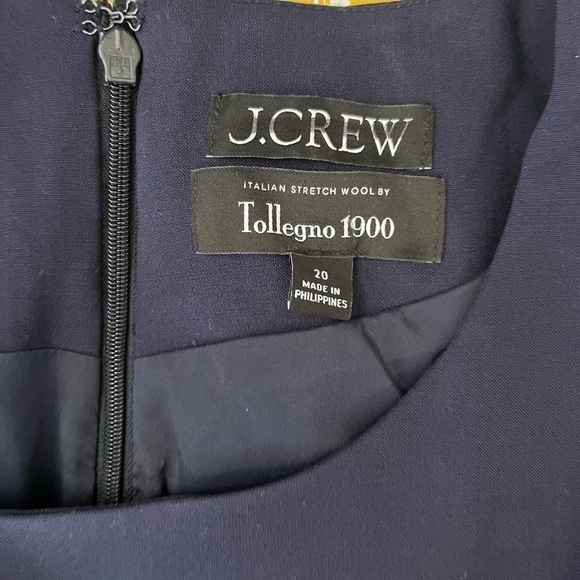 J.CREW
ITALIAN STRETCH WOOL BY
Tollegno 1900
20
MADE IN
PHILIPPINES